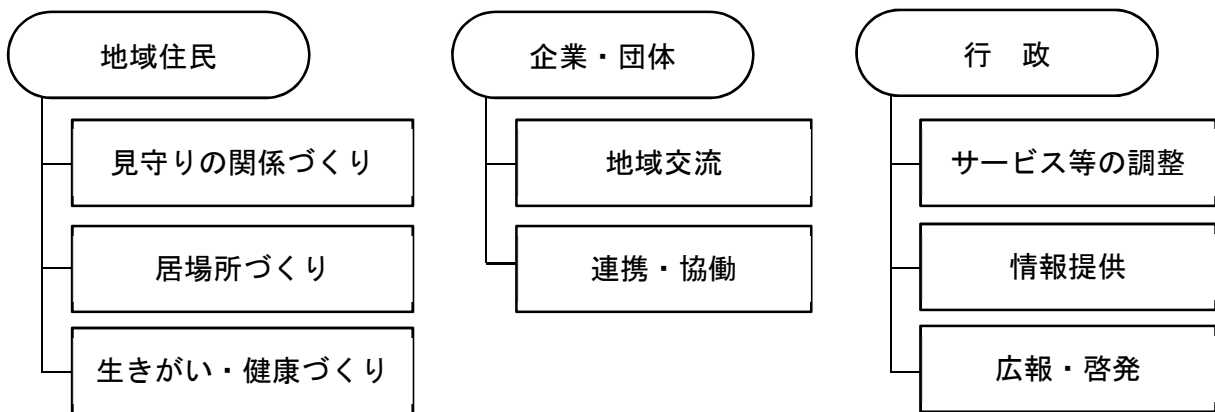 地域住民
見守りの関係づくり
居場所づくり
生きがい・健康づくり
企業・団体
地域交流
連携・協働
行　政
サービス等の調整
情報提供
広報・啓発